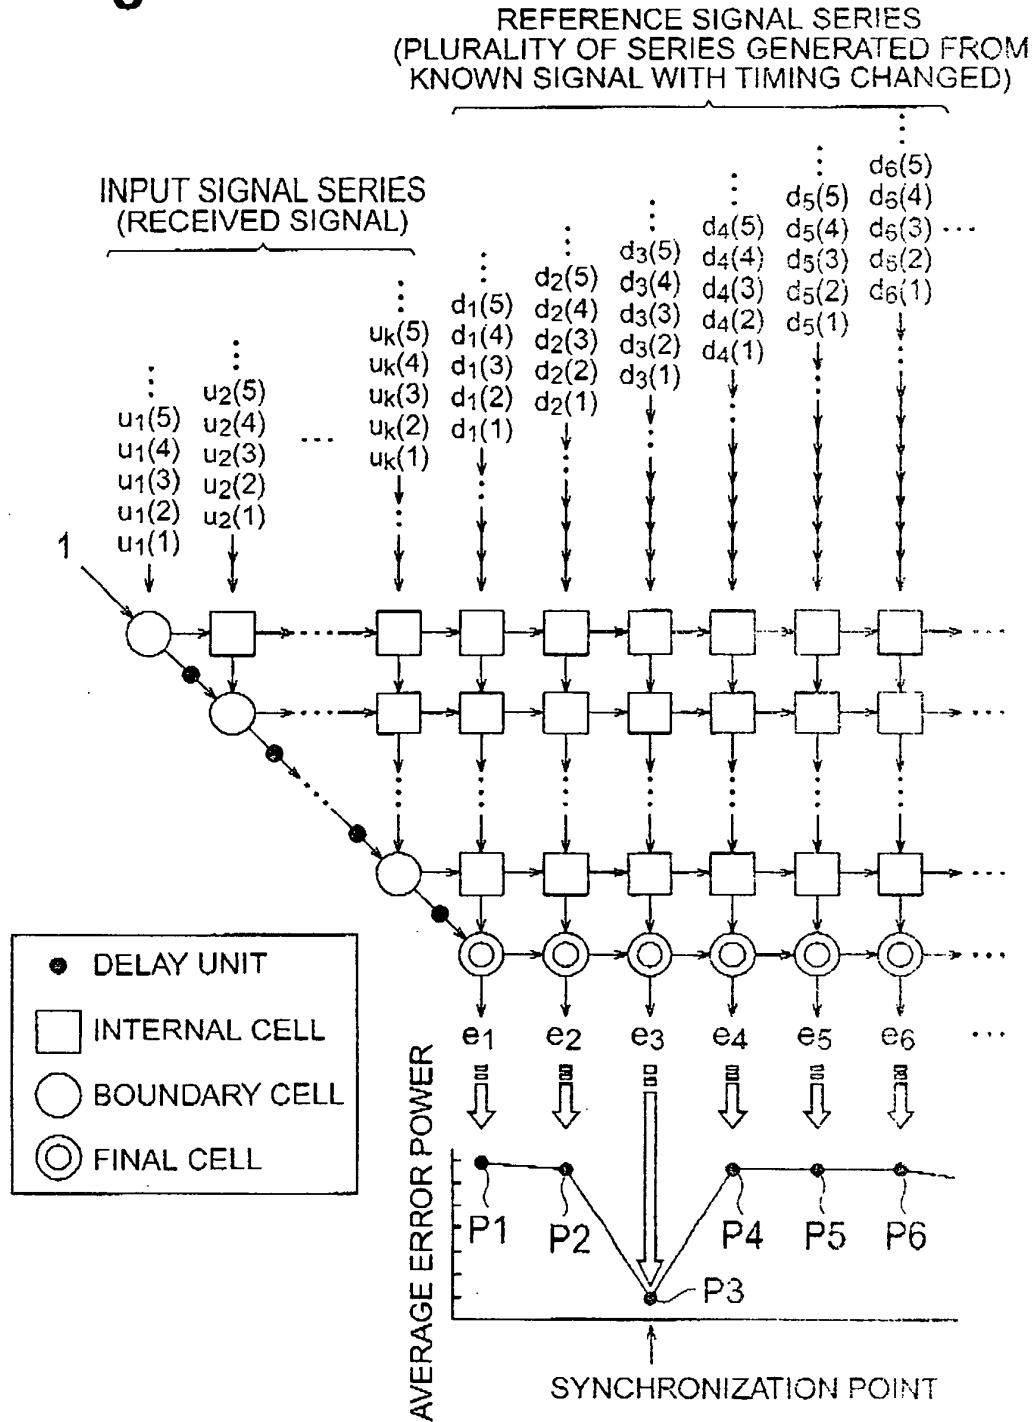 REFERENCE SIGNAL SERIES
(PLURALITY OF SERIES GENERATED FROM
KNOWN SIGNAL WITH TIMING CHANGED)
INPUT SIGNAL SERIES
(RECEIVED SIGNAL)
u1(5)
u1(4)
u1(3)
u1(2)
u1(1)
u2(5)
u2(4)
u2(3)
u2(2)
u2(1)
...
uk(5)
uk(4)
uk(3)
uk(2)
uk(1)
d1(5)
d1(4)
d1(3)
d1(2)
d1(1)
d2(5)
d2(4)
d2(3)
d2(2)
d2(1)
d3(5)
d3(4)
d3(3)
d3(2)
d3(1)
d4(5)
d4(4)
d4(3)
d4(2)
d4(1)
d5(5)
d5(4)
d5(3)
d5(2)
d5(1)
d6(5)
d6(4)
d6(3) ...
d6(2)
d6(1)
1
DELAY UNIT
INTERNAL CELL
BOUNDARY CELL
FINAL CELL
e1 e2 e3 e4 e5 e6 ...
AVERAGE ERROR POWER
P1 P2 P4 P5 P6
P3
SYNCHRONIZATION POINT